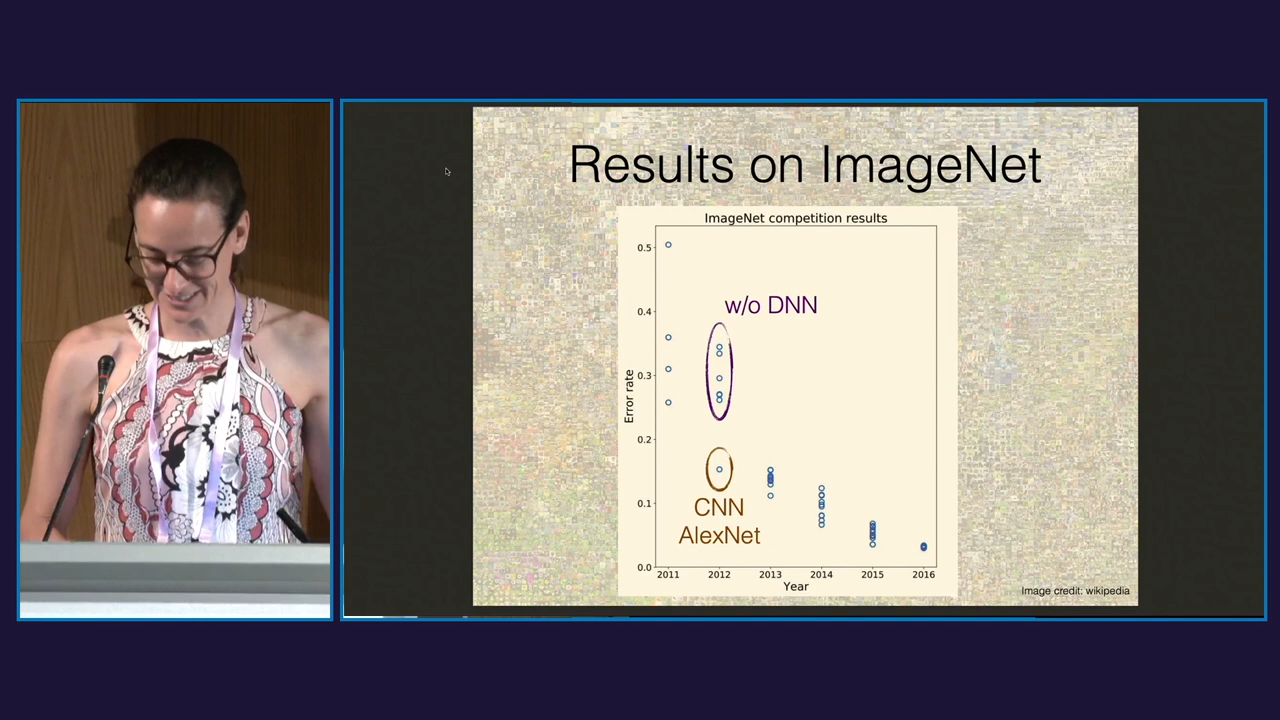 Results on ImageNet
ImageNet competition results
w/o DNN
CNN
AlexNet
Error rate
0.5
0.4
0.3
0.2
0.1
0.0
2011 2012 2013 2014 2015 2016
Year
Image credit: wikipedia